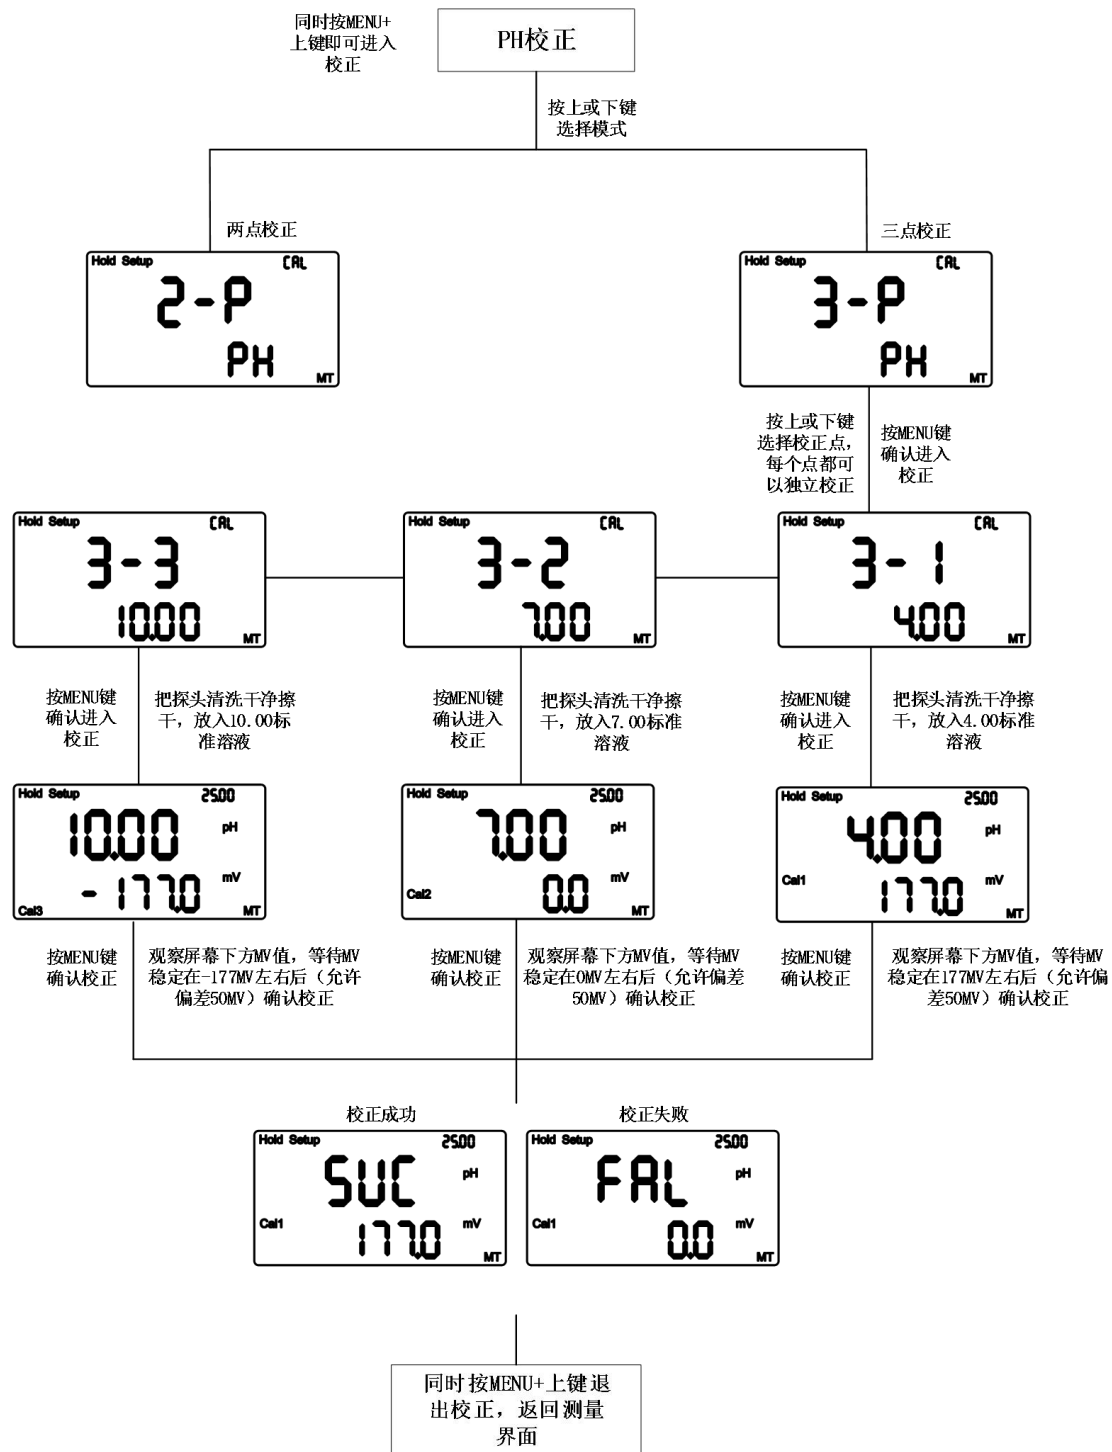 同时按MENU+
上键即可进入
校正
PH校正
按上或下键
选择模式
两点校正
三点校正
Hold Setup CAL
2-P
PH
MT
Hold Setup CAL
3-P
PH
MT
按上或下键
选择校正点，
每个点都可
以独立校正
按MENU键
确认进入
校正
Hold Setup CAL
3-3
10.00
MT
Hold Setup CAL
3-2
7.00
MT
Hold Setup CAL
3-1
4.00
MT
按MENU键
确认进入
校正
把探头清洗干净擦
干，放入10.00标
准溶液
按MENU键
确认进入
校正
把探头清洗干净擦
干，放入7.00标准
溶液
按MENU键
确认进入
校正
把探头清洗干净擦
干，放入4.00标准
溶液
Hold Setup 25.00
10.00 pH
-177.0 mV
Cal3 MT
Hold Setup 25.00
7.00 pH
Cal2 0.0 mV
MT
Hold Setup 25.00
4.00 pH
Cal1 177.0 mV
MT
按MENU键
确认校正
观察屏幕下方MV值，等待MV
稳定在-177MV左右后（允许
偏差50MV）确认校正
按MENU键
确认校正
观察屏幕下方MV值，等待MV
稳定在0MV左右后（允许偏差
50MV）确认校正
按MENU键
确认校正
观察屏幕下方MV值，等待MV
稳定在177MV左右后（允许偏
差50MV）确认校正
校正成功
校正失败
Hold Setup 25.00
SUC pH
Cal1 177.0 mV
MT
Hold Setup 25.00
FAL pH
Cal1 0.0 mV
MT
同时按MENU+上键退
出校正，返回测量
界面